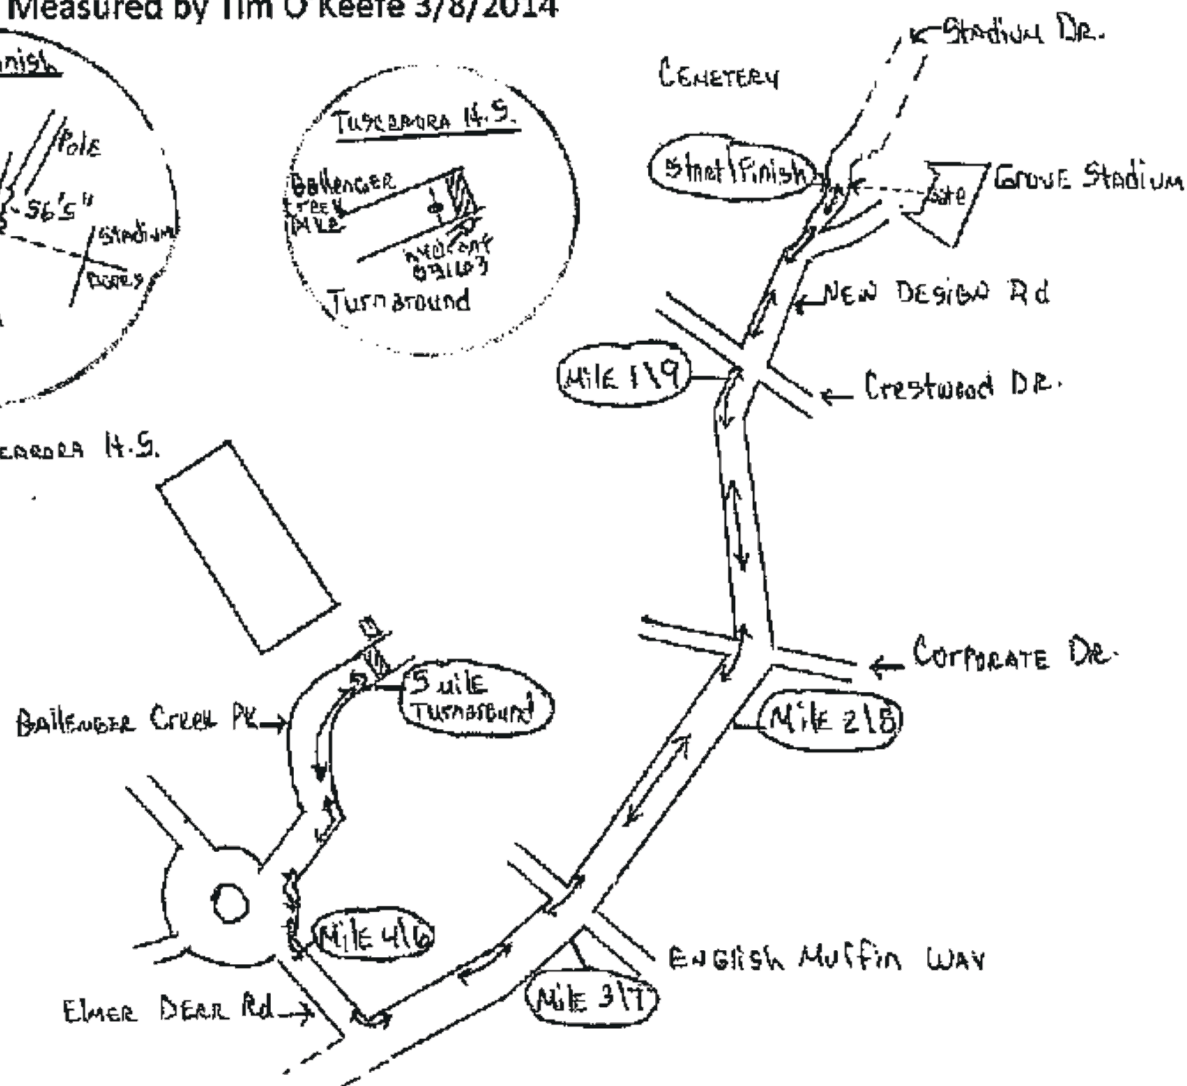 Measured by Tim O'Keefe 3/8/2014
Stadium Dr.
Cemetery
Pole
56'5"
Stadium
Doors
Tuscarora H.S.
Ballenger
Creek
Pike
Hydrant
Turnaround
Start\Finish
Gate
Grove Stadium
New Design Rd
Mile 1\9
Crestwood Dr.
H.S.
Corporate Dr.
Mile 2\8
5 Mile
Turnaround
Ballenger Creek Pk
Mile 4\6
English Muffin Way
Mile 3\7
Elmer Derr Rd